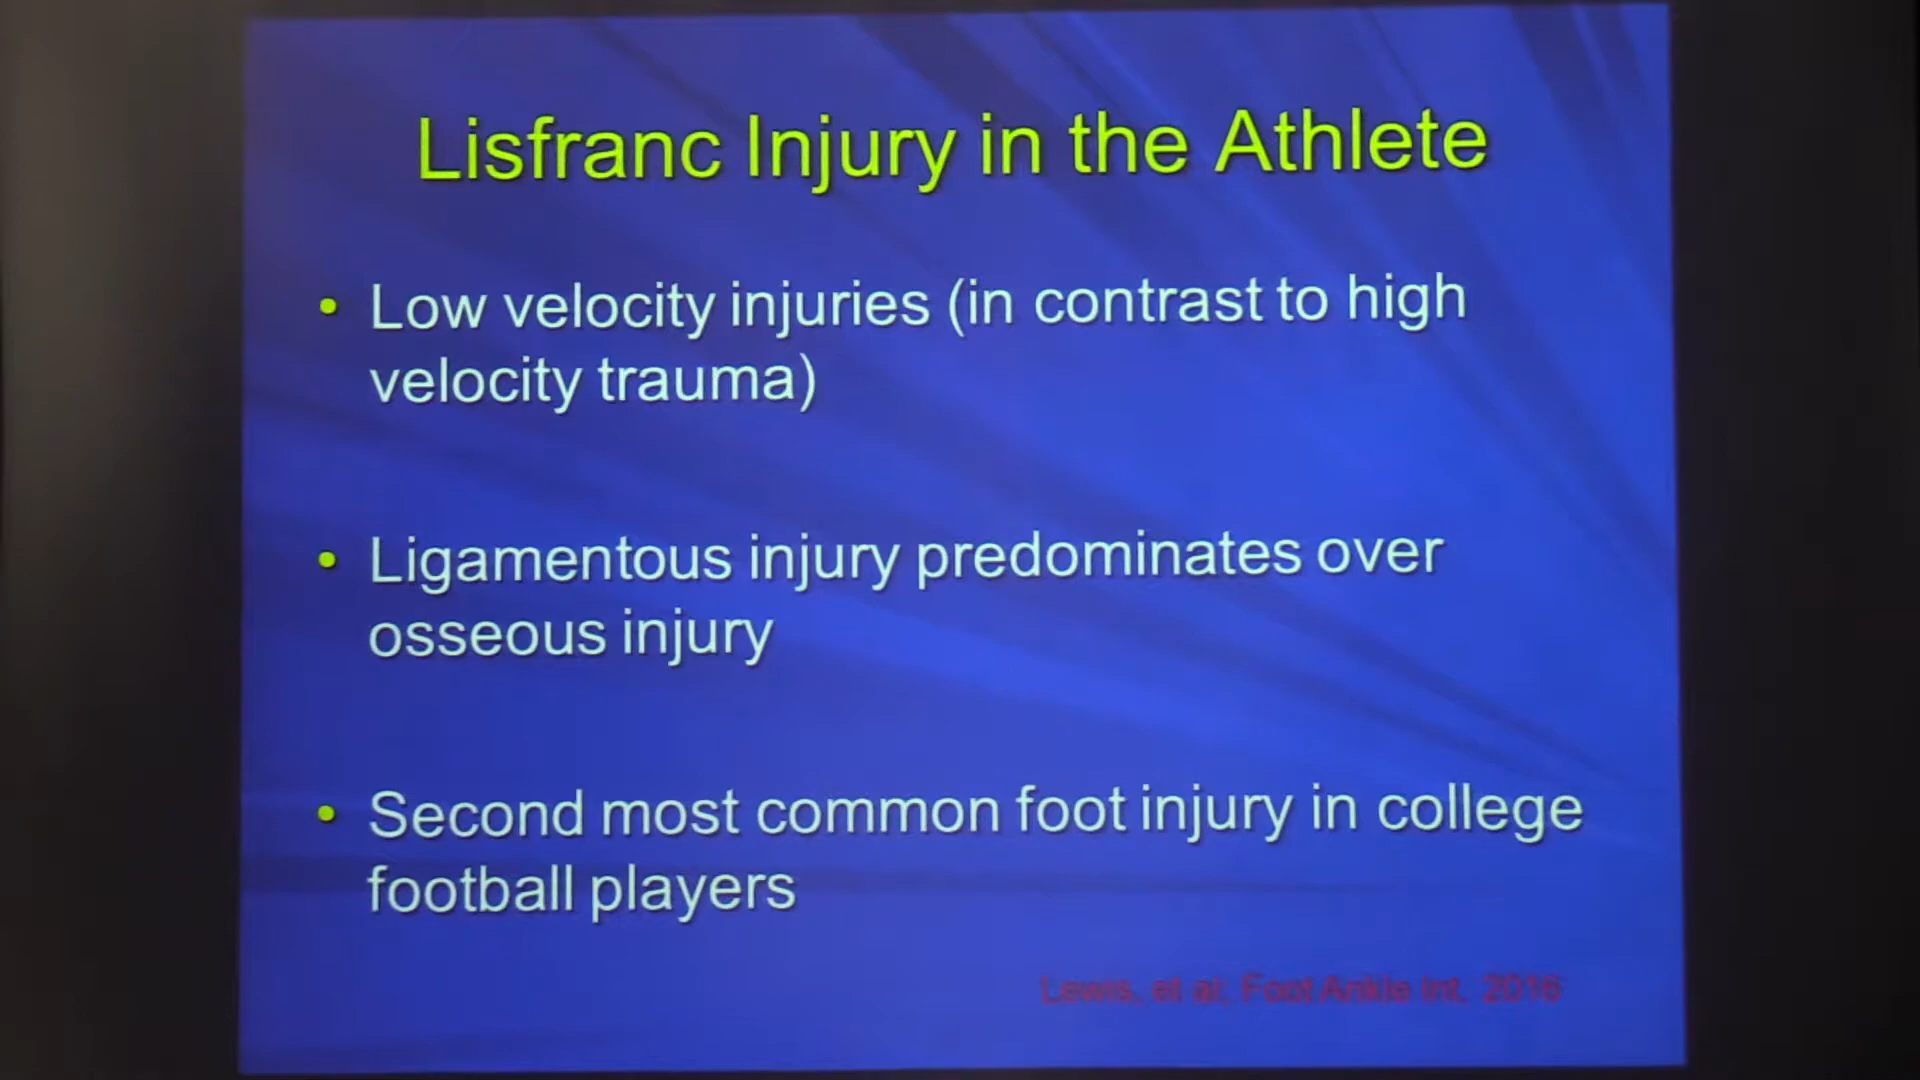 Lisfranc Injury in the Athlete
• Low velocity injuries (in contrast to high
velocity trauma)
• Ligamentous injury predominates over
osseous injury
• Second most common foot injury in college
football players
Lewis, et al; Foot Ankle Int, 2016